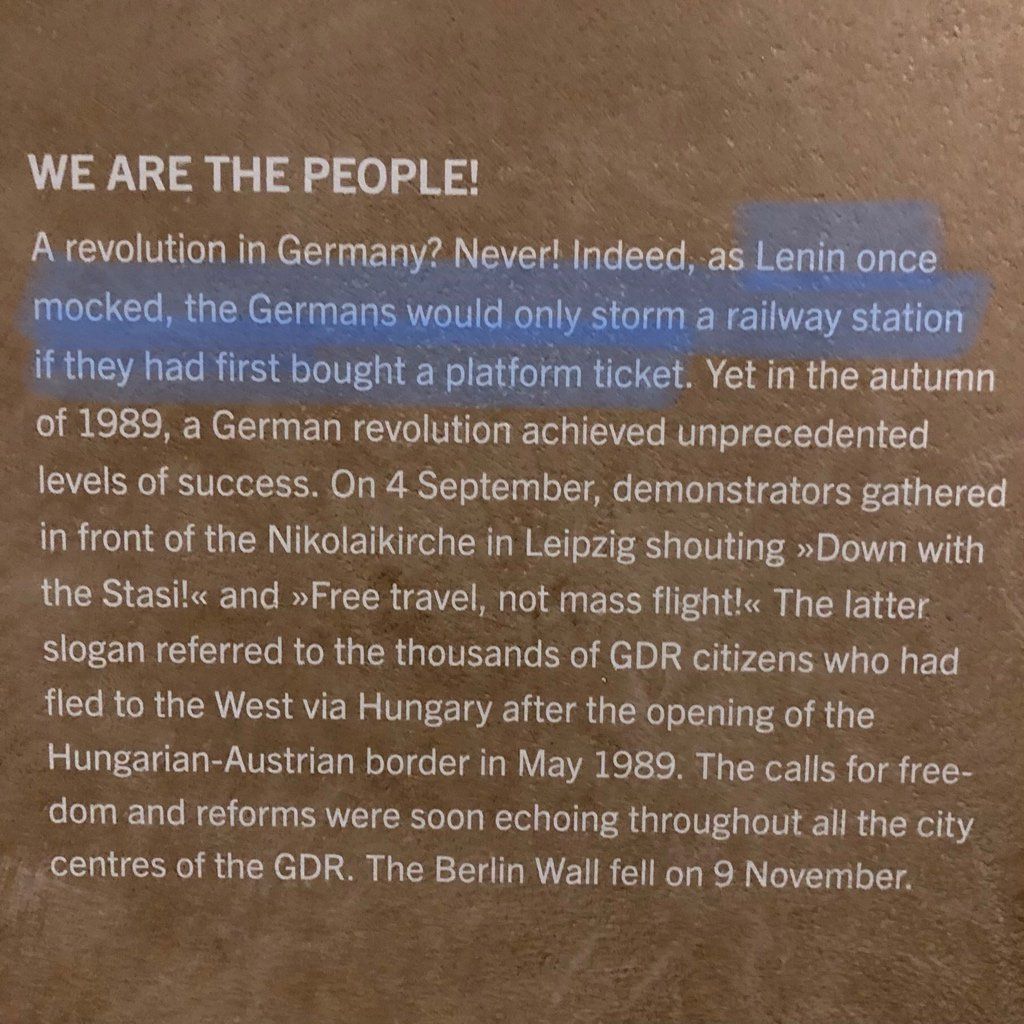 WE ARE THE PEOPLE!
A revolution in Germany? Never! Indeed, as Lenin once
mocked, the Germans would only storm a railway station
if they had first bought a platform ticket. Yet in the autumn
of 1989, a German revolution achieved unprecedented
levels of success. On 4 September, demonstrators gathered
in front of the Nikolaikirche in Leipzig shouting »Down with
the Stasi!« and »Free travel, not mass flight!« The latter
slogan referred to the thousands of GDR citizens who had
fled to the West via Hungary after the opening of the
Hungarian-Austrian border in May 1989. The calls for free-
dom and reforms were soon echoing throughout all the city
centres of the GDR. The Berlin Wall fell on 9 November.